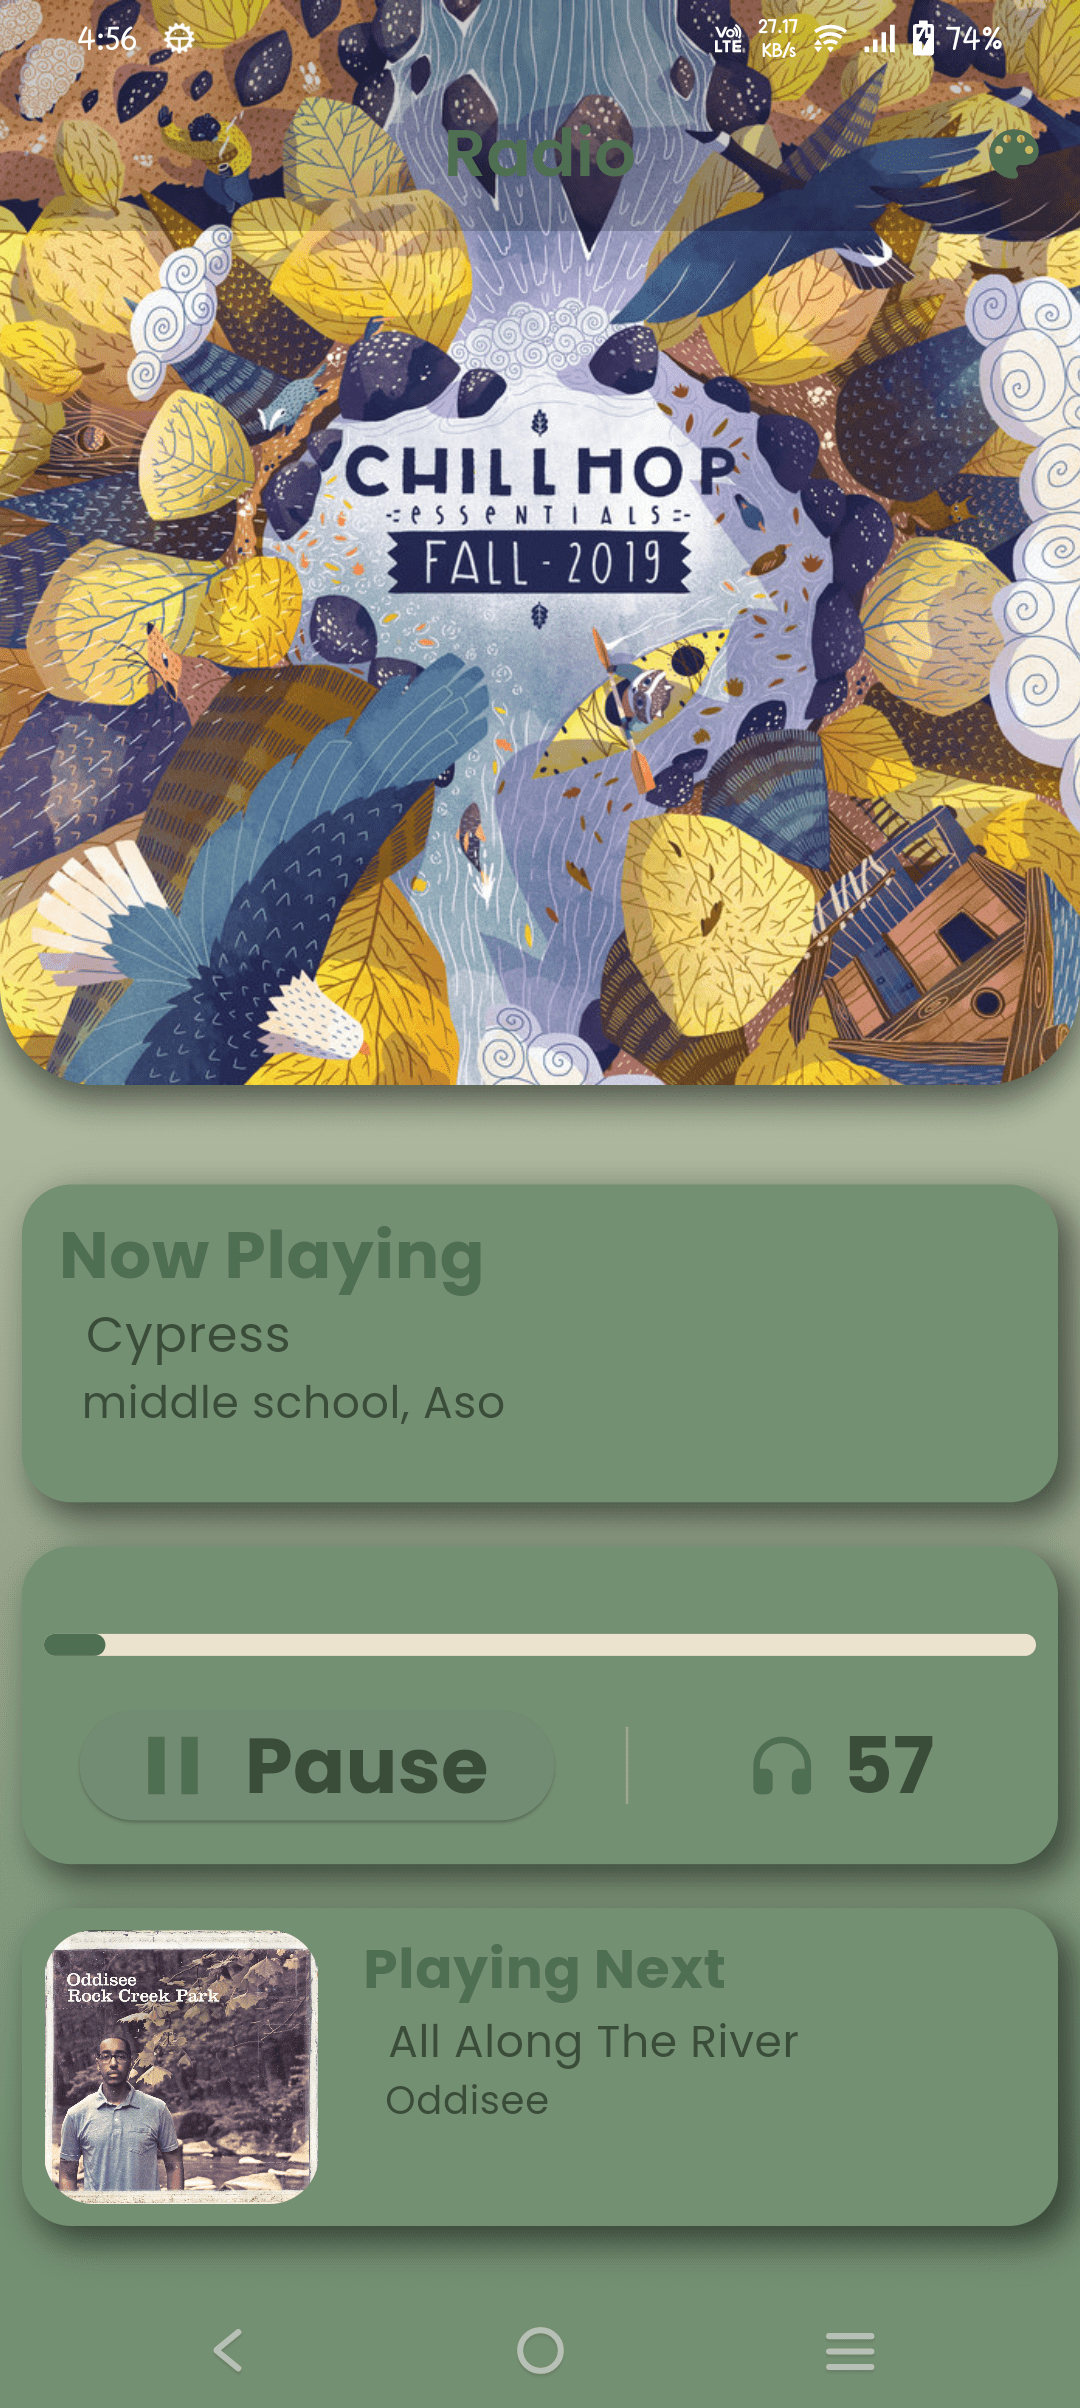 4:56
Vo))
LTE
27.17
KB/s
74%
Radio
CHILLHOP
-:essentials:-
FALL-2019
Now Playing
Cypress
middle school, Aso
Pause
57
Oddisee
Rock Creek Park
Playing Next
All Along The River
Oddisee